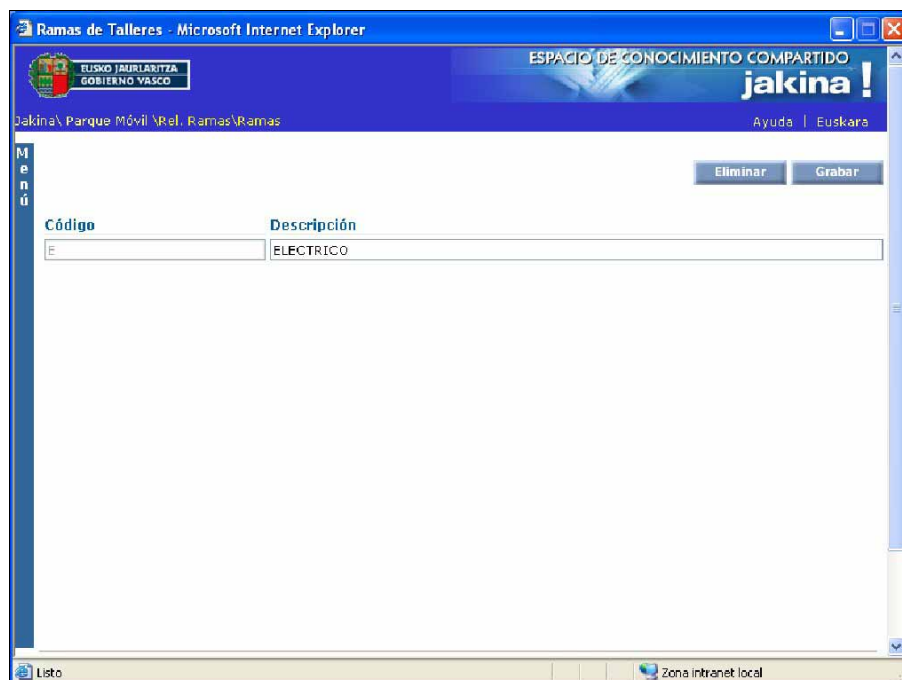 Ramas de Talleres - Microsoft Internet Explorer
EUSKO JAURLARITZA
GOBIERNO VASCO
ESPACIO DE CONOCIMIENTO COMPARTIDO
jakina !
Jakina\ Parque Móvil \Rel. Ramas\Ramas
Ayuda | Euskara
Menú
Eliminar Grabar
Código Descripción
E ELECTRICO
Listo Zona intranet local